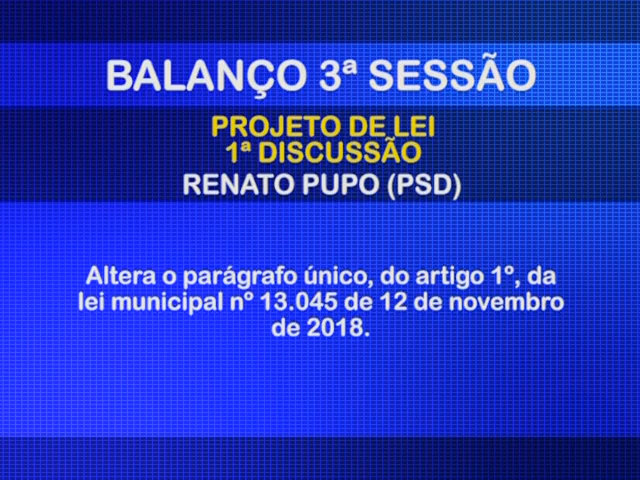 BALANÇO 3ª SESSÃO
PROJETO DE LEI
1ª DISCUSSÃO
RENATO PUPO (PSD)
Altera o parágrafo único, do artigo 1º, da
lei municipal nº 13.045 de 12 de novembro
de 2018.